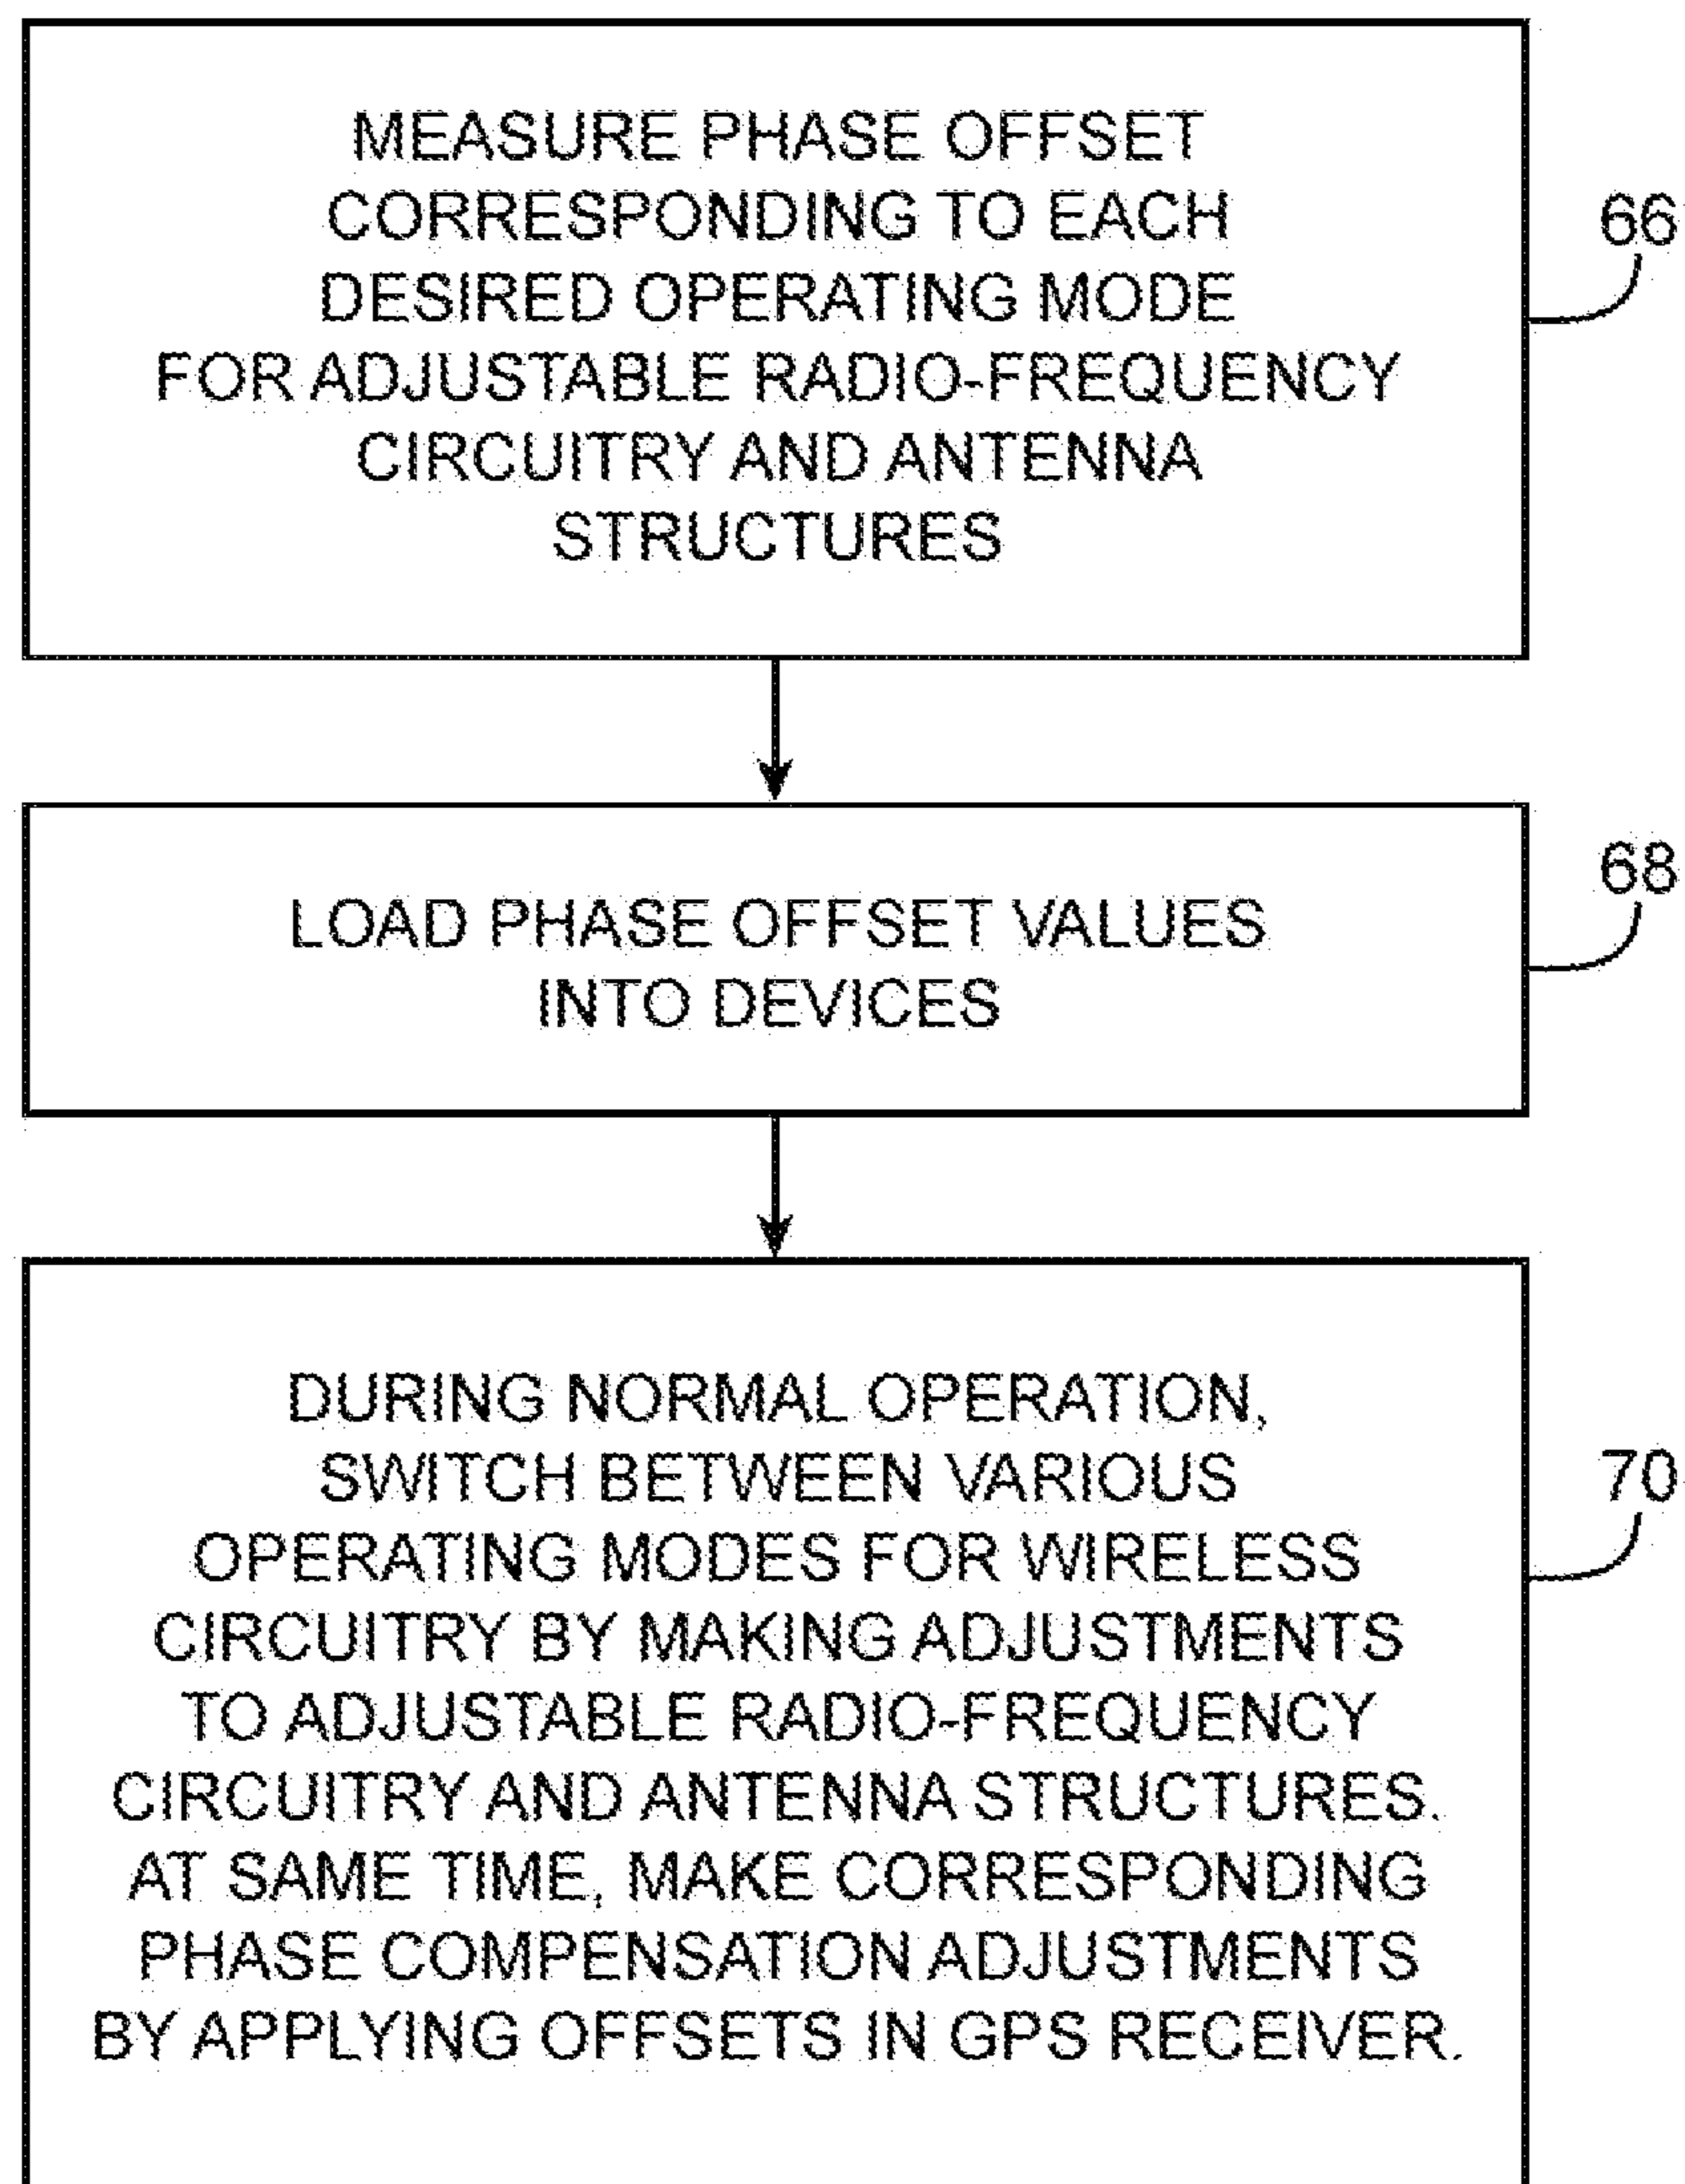 MEASURE PHASE OFFSET
CORRESPONDING TO EACH
DESIRED OPERATING MODE
FOR ADJUSTABLE RADIO-FREQUENCY
CIRCUITRY AND ANTENNA
STRUCTURES
66
LOAD PHASE OFFSET VALUES
INTO DEVICES
68
DURING NORMAL OPERATION,
SWITCH BETWEEN VARIOUS
OPERATING MODES FOR WIRELESS
CIRCUITRY BY MAKING ADJUSTMENTS
TO ADJUSTABLE RADIO-FREQUENCY
CIRCUITRY AND ANTENNA STRUCTURES.
AT SAME TIME, MAKE CORRESPONDING
PHASE COMPENSATION ADJUSTMENTS
BY APPLYING OFFSETS IN GPS RECEIVER.
70